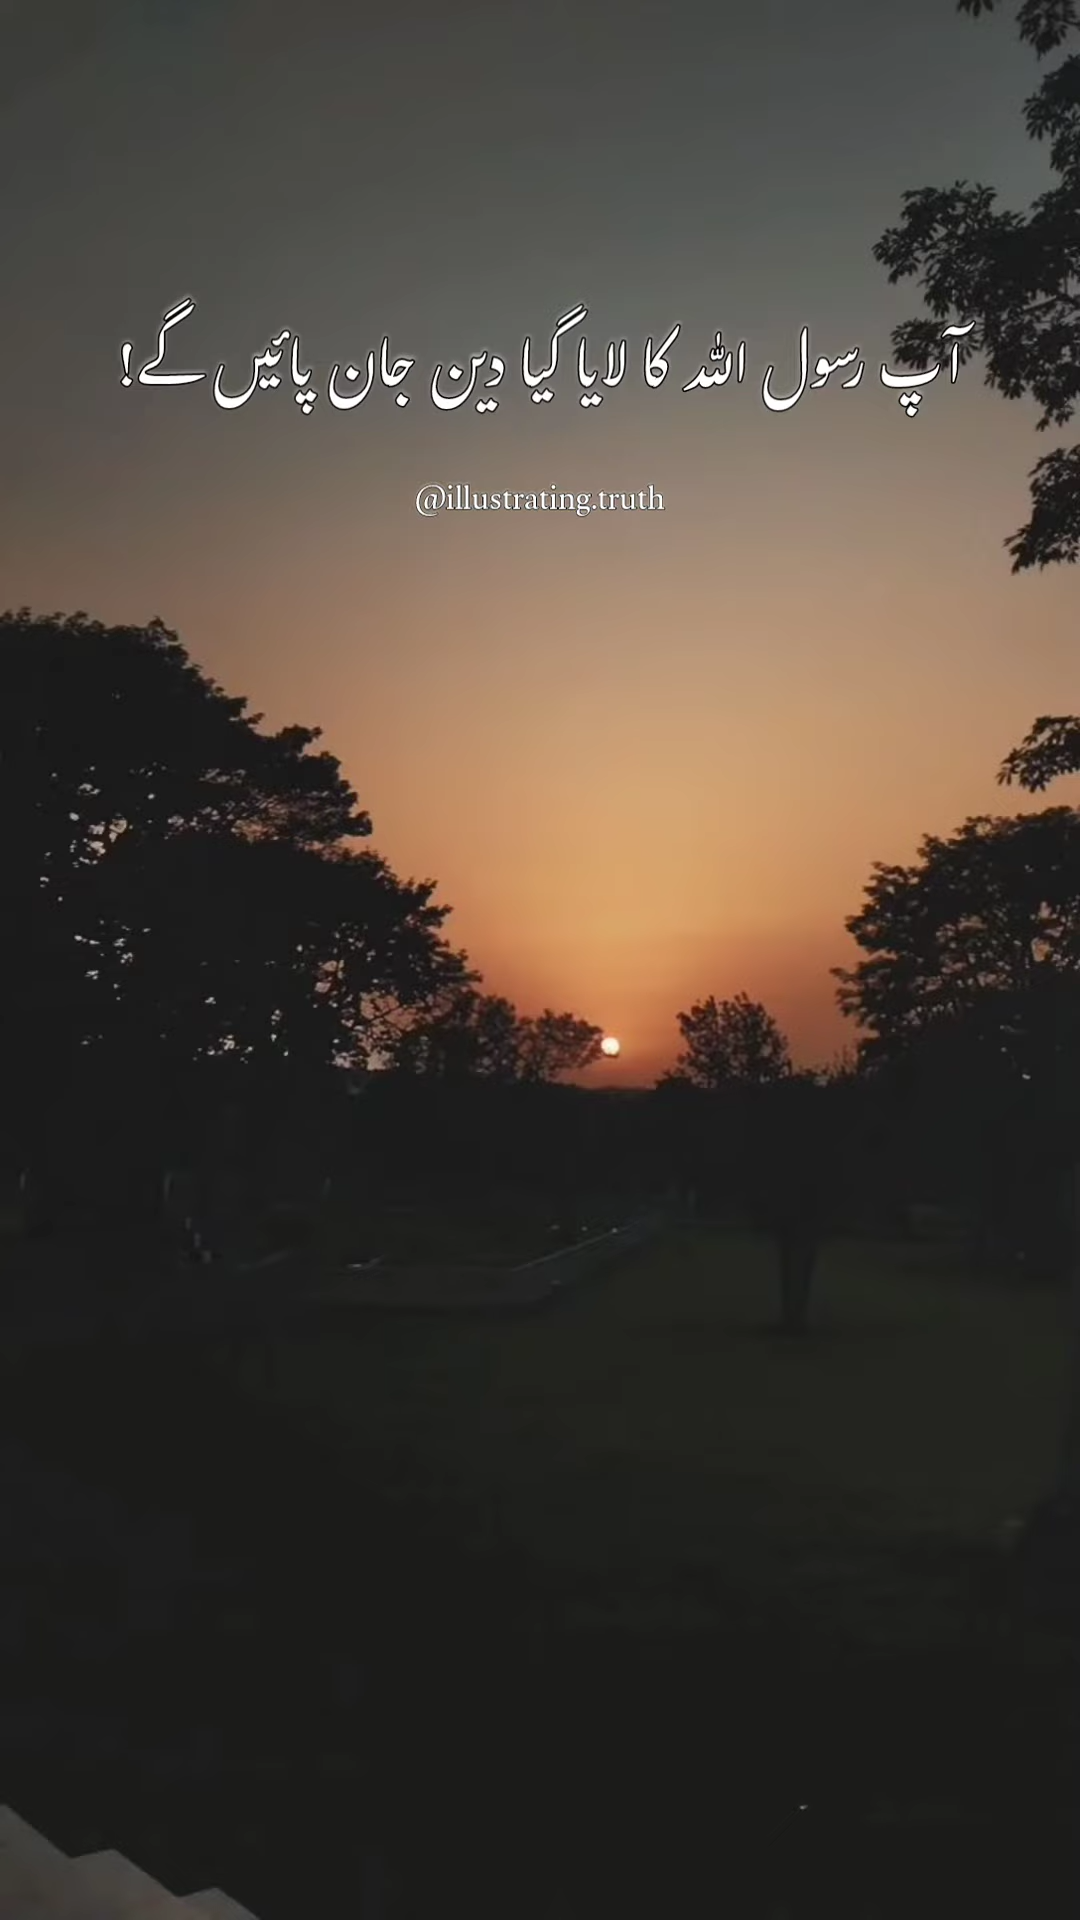 آپ رسول اللہ کا لایا گیا دین جان پائیں گے!
@illustrating.truth